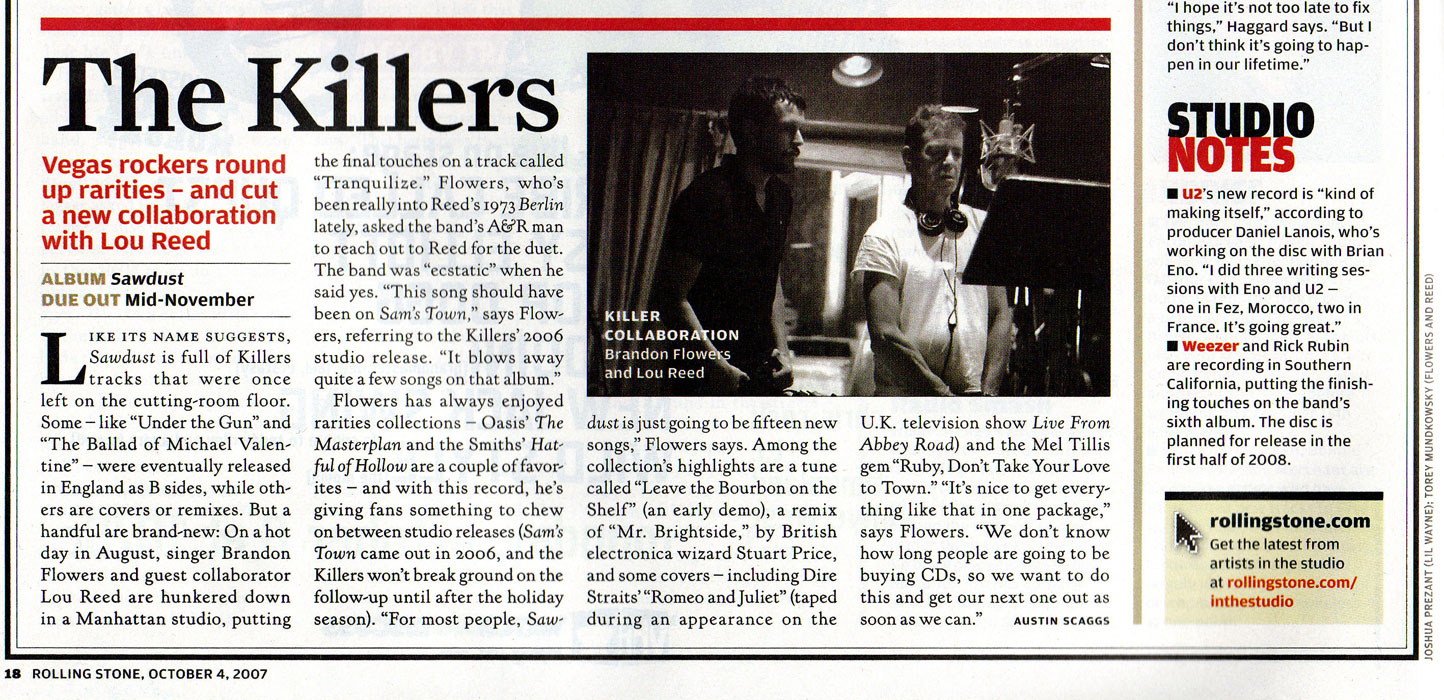 The Killers
Vegas rockers round
up rarities – and cut
a new collaboration
with Lou Reed
ALBUM Sawdust
DUE OUT Mid-November
LIKE ITS NAME SUGGESTS,
Sawdust is full of Killers
tracks that were once
left on the cutting-room floor.
Some – like “Under the Gun” and
“The Ballad of Michael Valen-
tine” – were eventually released
in England as B sides, while oth-
ers are covers or remixes. But a
handful are brand-new: On a hot
day in August, singer Brandon
Flowers and guest collaborator
Lou Reed are hunkered down
in a Manhattan studio, putting
the final touches on a track called
“Tranquilize.” Flowers, who’s
been really into Reed’s 1973 Berlin
lately, asked the band’s A&R man
to reach out to Reed for the duet.
The band was “ecstatic” when he
said yes. “This song should have
been on Sam’s Town,” says Flow-
ers, referring to the Killers’ 2006
studio release. “It blows away
quite a few songs on that album.”
Flowers has always enjoyed
rarities collections – Oasis’ The
Masterplan and the Smiths’ Hat-
ful of Hollow are a couple of favor-
ites – and with this record, he’s
giving fans something to chew
on between studio releases (Sam’s
Town came out in 2006, and the
Killers won’t break ground on the
follow-up until after the holiday
season). “For most people, Saw-
KILLER
COLLABORATION
Brandon Flowers
and Lou Reed
dust is just going to be fifteen new
songs,” Flowers says. Among the
collection’s highlights are a tune
called “Leave the Bourbon on the
Shelf” (an early demo), a remix
of “Mr. Brightside,” by British
electronica wizard Stuart Price,
and some covers – including Dire
Straits’ “Romeo and Juliet” (taped
during an appearance on the
U.K. television show Live From
Abbey Road) and the Mel Tillis
gem “Ruby, Don’t Take Your Love
to Town.” “It’s nice to get every-
thing like that in one package,”
says Flowers. “We don’t know
how long people are going to be
buying CDs, so we want to do
this and get our next one out as
soon as we can.” AUSTIN SCAGGS
“I hope it’s not too late to fix
things,” Haggard says. “But I
don’t think it’s going to hap-
pen in our lifetime.”
STUDIO
NOTES
■ U2’s new record is “kind of
making itself,” according to
producer Daniel Lanois, who’s
working on the disc with Brian
Eno. “I did three writing ses-
sions with Eno and U2 –
one in Fez, Morocco, two in
France. It’s going great.”
■ Weezer and Rick Rubin
are recording in Southern
California, putting the finish-
ing touches on the band’s
sixth album. The disc is
planned for release in the
first half of 2008.
rollingstone.com
Get the latest from
artists in the studio
at rollingstone.com/
inthestudio
JOSHUA PREZANT (LIL WAYNE); TOREY MUNDKOWSKY (FLOWERS AND REED)
18 ROLLING STONE, OCTOBER 4, 2007